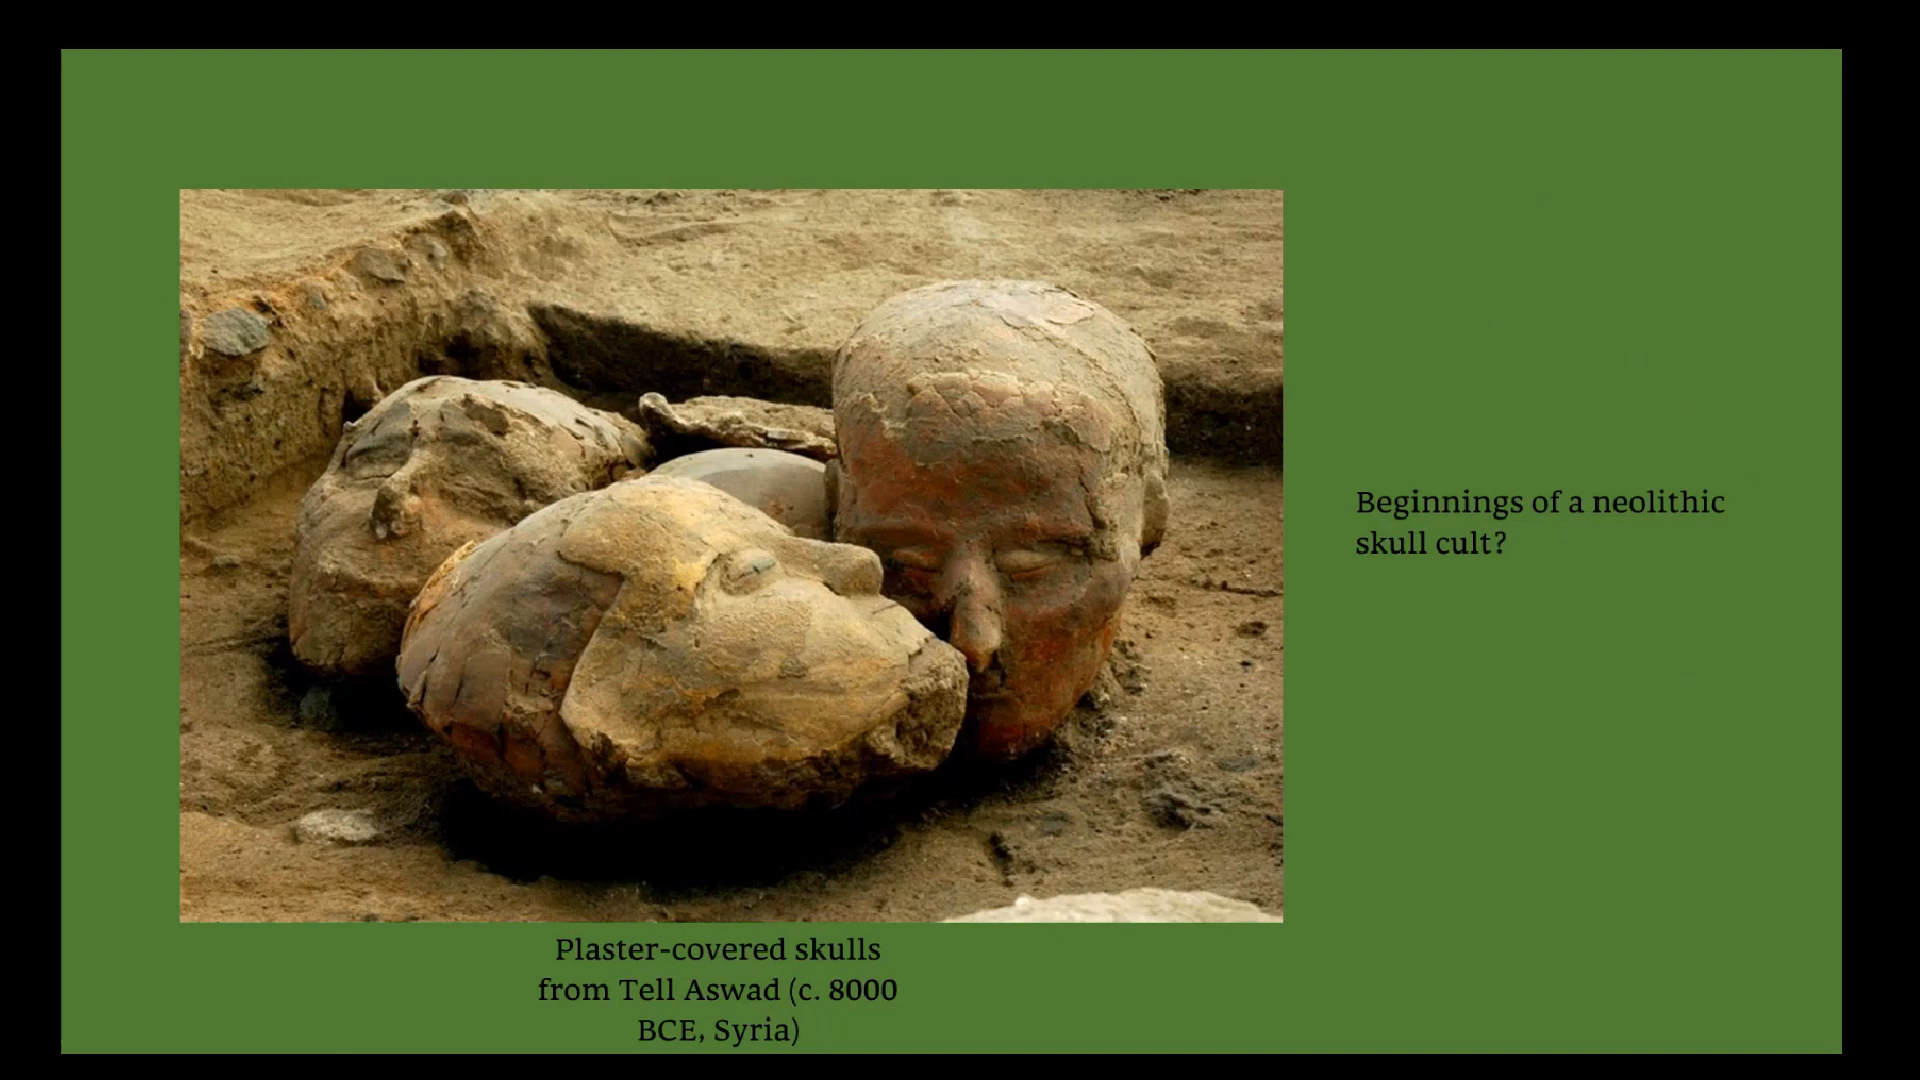 Beginnings of a neolithic
skull cult?
Plaster-covered skulls
from Tell Aswad (c. 8000
BCE, Syria)